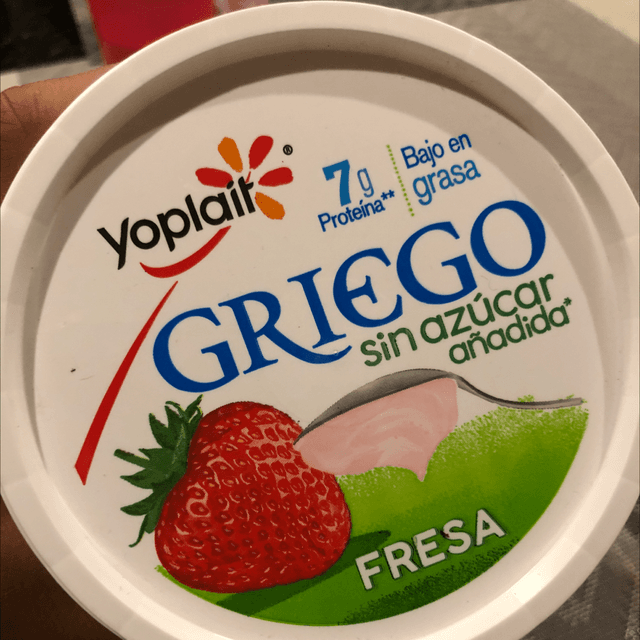 Yoplait®
7g
Proteína**
Bajo en
grasa
GRIEGO
sin azúcar
añadida*
FRESA